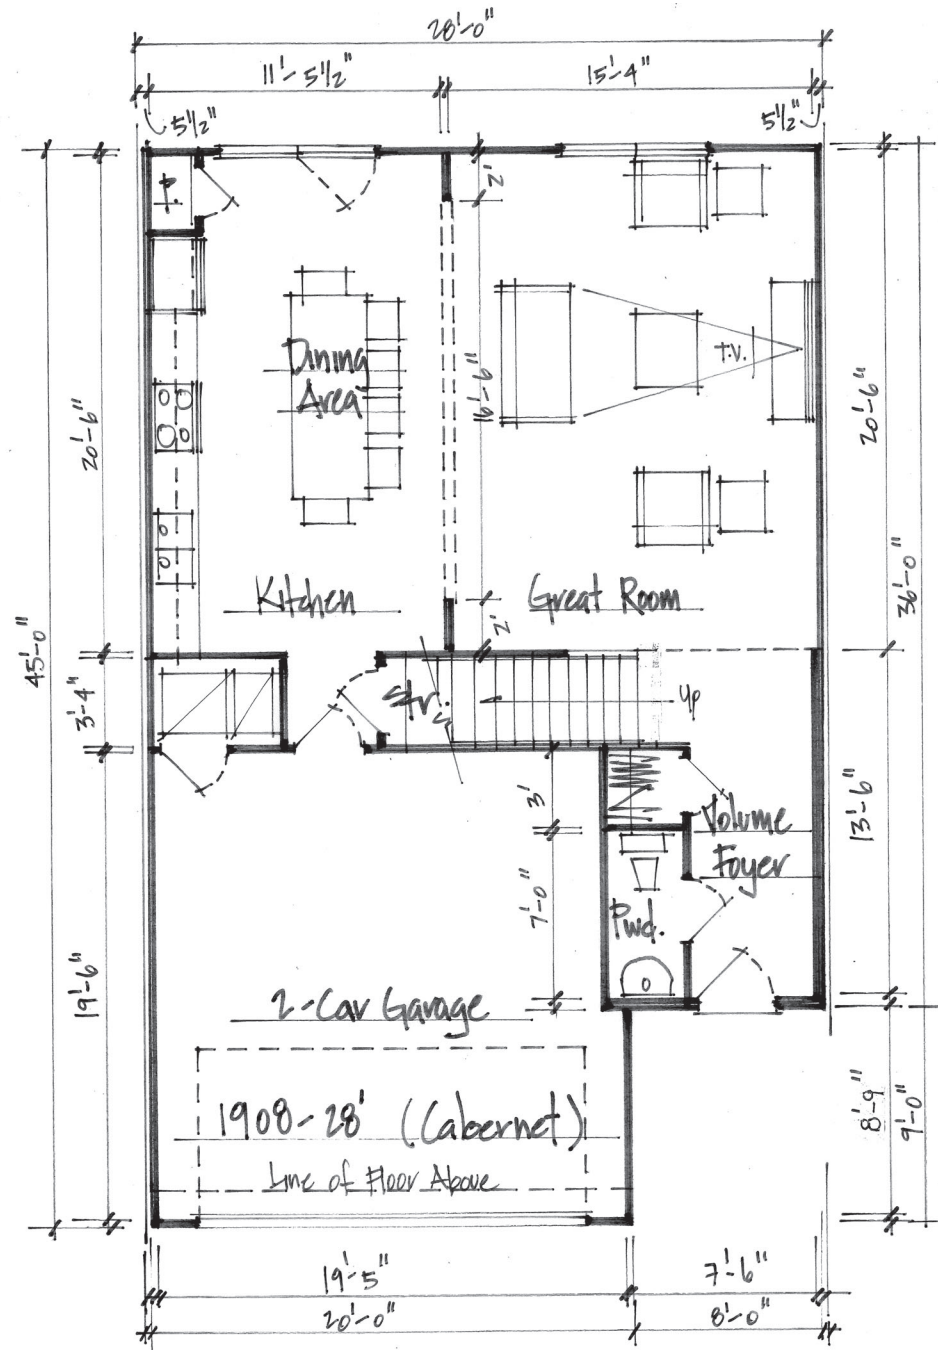 28'-0"
11'-5½"
15'-4"
5½"
5½"
P.
2'
Dining
Area
T.V.
16'-6"
20'-6"
20'-6"
Kitchen
Great Room
2'
36'-0"
45'-0"
3'-4"
Str.
Up
3'
Volume
Foyer
13'-6"
7'-0"
Pwd.
19'-6"
2-Car Garage
1908-28' (Cabernet)
Line of Floor Above
8'-9"
9'-0"
19'-5"
7'-6"
20'-0"
8'-0"